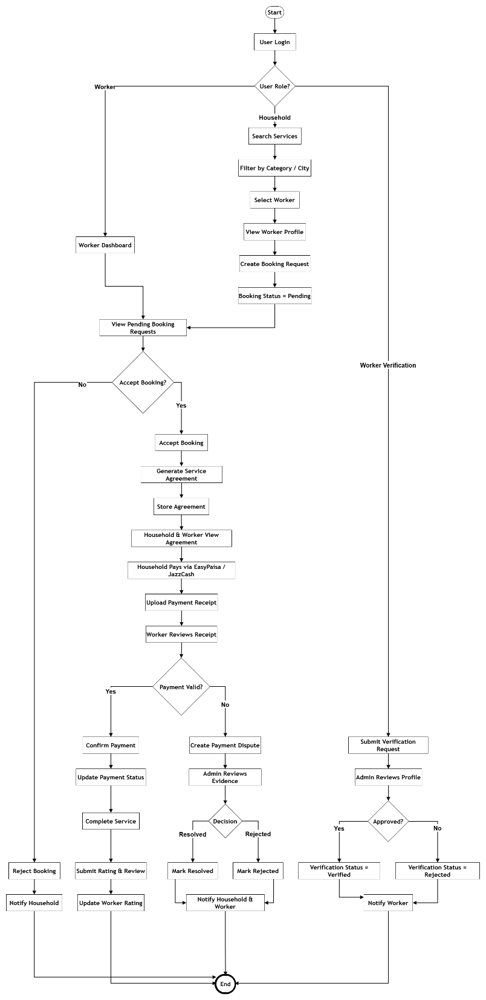 Start
User Login
User Role?
Worker
Household
Search Services
Filter by Category / City
Select Worker
View Worker Profile
Worker Dashboard
Create Booking Request
Booking Status = Pending
View Pending Booking
Requests
Worker Verification
Accept Booking?
No
Yes
Accept Booking
Generate Service
Agreement
Store Agreement
Household & Worker View
Agreement
Household Pays via EasyPaisa /
JazzCash
Upload Payment Receipt
Worker Reviews Receipt
Payment Valid?
Yes
No
Confirm Payment
Create Payment Dispute
Submit Verification
Request
Update Payment Status
Admin Reviews
Evidence
Admin Reviews Profile
Complete Service
Decision
Approved?
Resolved
Rejected
Yes
No
Reject Booking
Submit Rating & Review
Mark Resolved
Mark Rejected
Verification Status =
Verified
Verification Status =
Rejected
Notify Household
Update Worker Rating
Notify Household &
Worker
Notify Worker
End